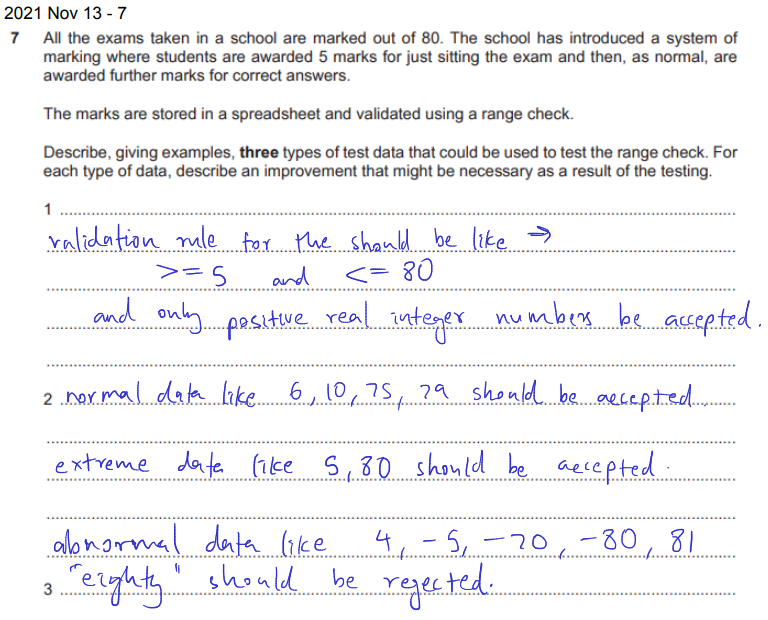 2021 Nov 13 - 7
7 All the exams taken in a school are marked out of 80. The school has introduced a system of
marking where students are awarded 5 marks for just sitting the exam and then, as normal, are
awarded further marks for correct answers.
The marks are stored in a spreadsheet and validated using a range check.
Describe, giving examples, three types of test data that could be used to test the range check. For
each type of data, describe an improvement that might be necessary as a result of the testing.
1
validation rule for the should be like →
>= 5 and <= 80
and only positive real integer numbers be accepted.
2 normal data like 6, 10, 75, 79 should be accepted
extreme data like 5, 80 should be accepted.
abnormal data like 4, -5, -70, -80, 81
3 "eighty" should be rejected.